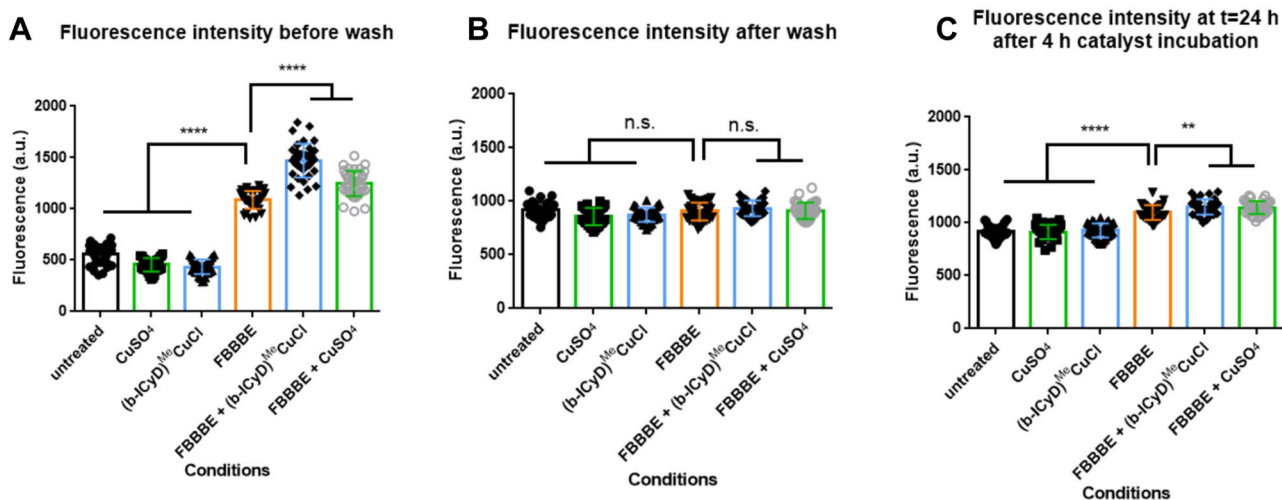 A Fluorescence intensity before wash
****
****
2000
1500
1000
500
0
Fluorescence (a.u.)
untreated
CuSO⁴
(b-ICyD)ᴹᵉCuCl
FBBBE
FBBBE + (b-ICyD)ᴹᵉCuCl
FBBBE + CuSO⁴
Conditions
B Fluorescence intensity after wash
n.s.
n.s.
2000
1500
1000
500
0
Fluorescence (a.u.)
untreated
CuSO⁴
(b-ICyD)ᴹᵉCuCl
FBBBE
FBBBE + (b-ICyD)ᴹᵉCuCl
FBBBE + CuSO⁴
Conditions
C Fluorescence intensity at t=24 h
after 4 h catalyst incubation
****
**
2000
1500
1000
500
0
Fluorescence (a.u.)
untreated
CuSO⁴
(b-ICyD)ᴹᵉCuCl
FBBBE
FBBBE + (b-ICyD)ᴹᵉCuCl
FBBBE + CuSO⁴
Conditions